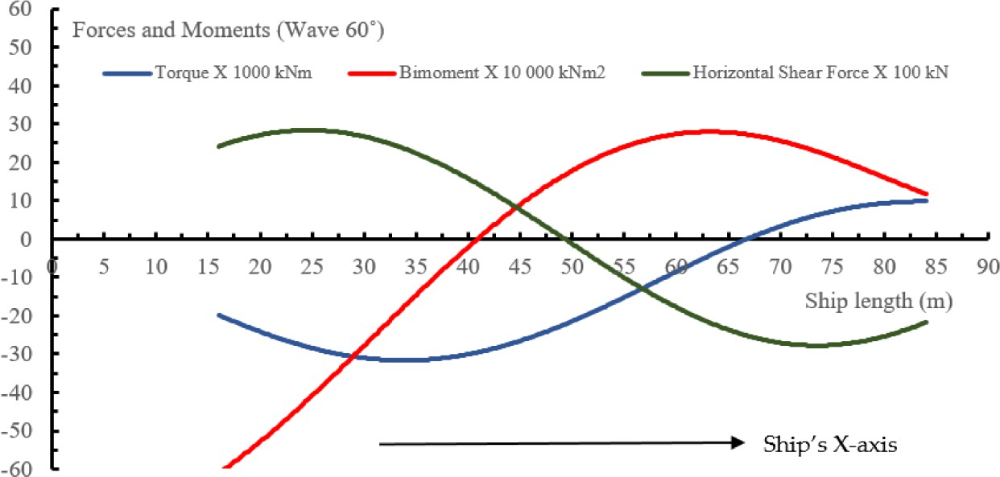 60
Forces and Moments (Wave 60˚)
50
Torque X 1000 kNm Bimoment X 10 000 kNm2 Horizontal Shear Force X 100 kN
40
30
20
10
0
0 5 10 15 20 25 30 35 40 45 50 55 60 65 70 75 80 85 90
-10
Ship length (m)
-20
-30
-40
-50
Ship's X-axis
-60